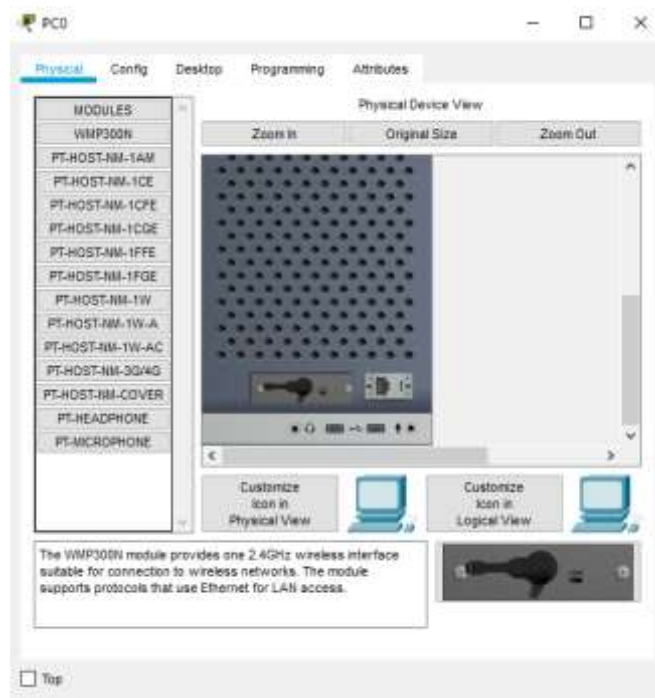 PC0
Physical Config Desktop Programming Attributes
MODULES
WMP300N
PT-HOST-NM-1AM
PT-HOST-NM-1CE
PT-HOST-NM-1CFE
PT-HOST-NM-1CGE
PT-HOST-NM-1FFE
PT-HOST-NM-1FGE
PT-HOST-NM-1W
PT-HOST-NM-1W-A
PT-HOST-NM-1W-AC
PT-HOST-NM-3G/4G
PT-HOST-NM-COVER
PT-HEADPHONE
PT-MICROPHONE
Physical Device View
Zoom In Original Size Zoom Out
Customize
Icon in
Physical View
Customize
Icon in
Logical View
The WMP300N module provides one 2.4GHz wireless interface
suitable for connection to wireless networks. The module
supports protocols that use Ethernet for LAN access.
Top